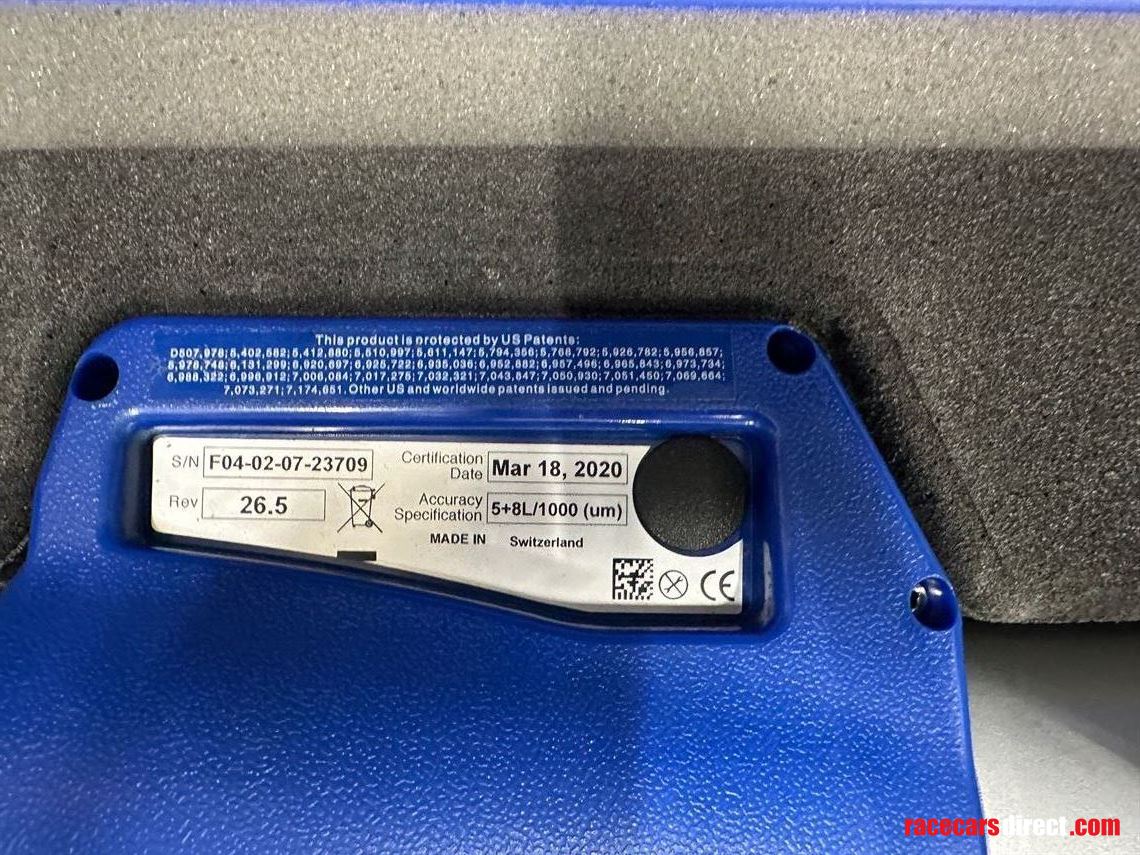 This product is protected by US Patents:
D507,978; 5,402,582; 5,412,880; 5,510,997; 5,611,147; 5,794,356; 5,768,792; 5,926,782; 5,956,857;
5,978,748; 6,131,299; 6,920,697; 6,925,722; 6,935,036; 6,952,882; 6,957,496; 6,965,843; 6,973,734;
6,988,322; 6,996,912; 7,006,084; 7,017,275; 7,032,321; 7,043,847; 7,050,930; 7,051,450; 7,069,664;
7,073,271; 7,174,651. Other US and worldwide patents issued and pending.
S/N F04-02-07-23709
Certification Date Mar 18, 2020
Rev 26.5
Accuracy Specification 5+8L/1000 (um)
MADE IN Switzerland
CE
racecarsdirect.com